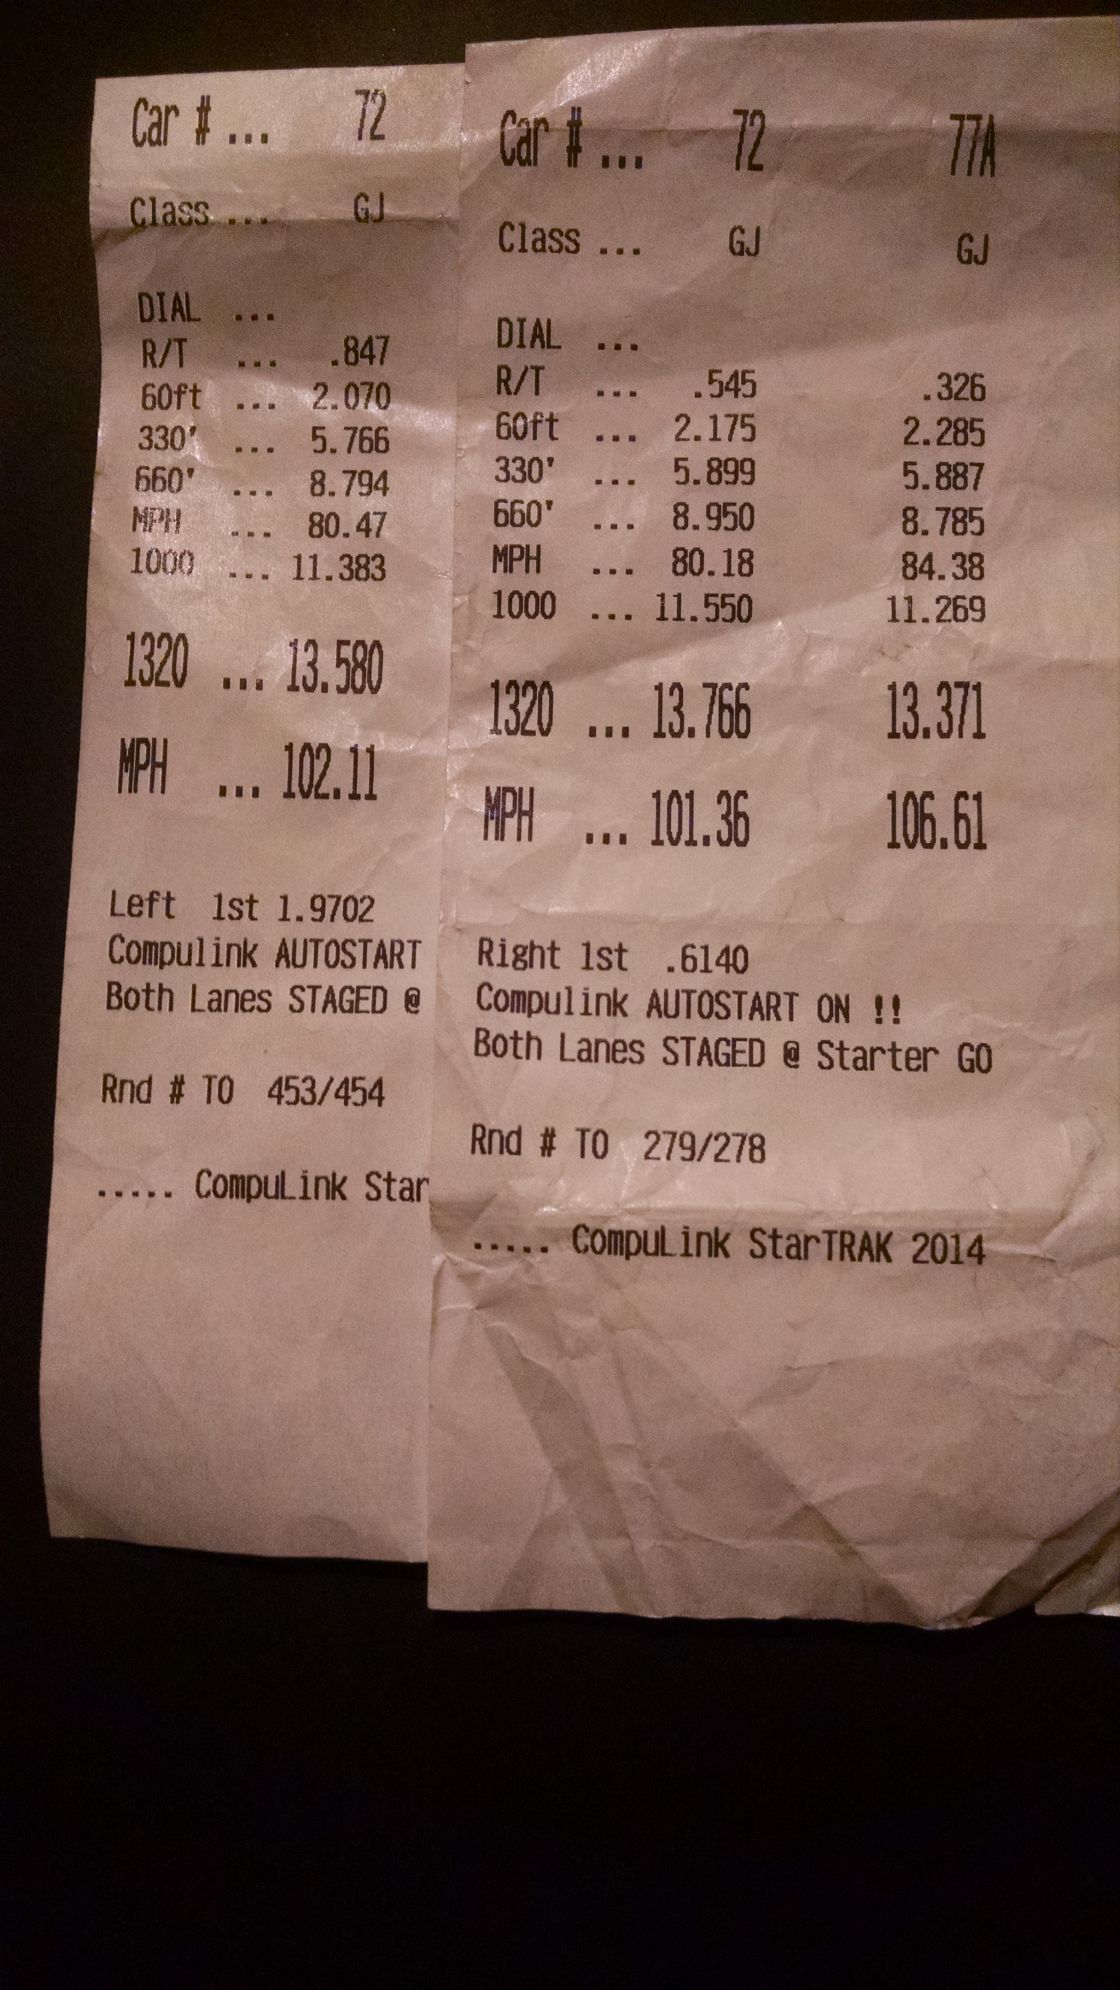 Car # ... 72
Class ... GJ
DIAL ...
R/T ... .847
60ft ... 2.070
330' ... 5.766
660' ... 8.794
MPH ... 80.47
1000 ... 11.383
1320 ... 13.580
MPH ... 102.11
Left 1st 1.9702
Compulink AUTOSTART
Both Lanes STAGED @
Rnd # TO 453/454
..... CompuLink Star
Car # ... 72 77A
Class ... GJ GJ
DIAL ...
R/T ... .545 .326
60ft ... 2.175 2.285
330' ... 5.899 5.887
660' ... 8.950 8.785
MPH ... 80.18 84.38
1000 ... 11.550 11.269
1320 ... 13.766 13.371
MPH ... 101.36 106.61
Right 1st .6140
Compulink AUTOSTART ON !!
Both Lanes STAGED @ Starter GO
Rnd # TO 279/278
..... CompuLink StarTRAK 2014